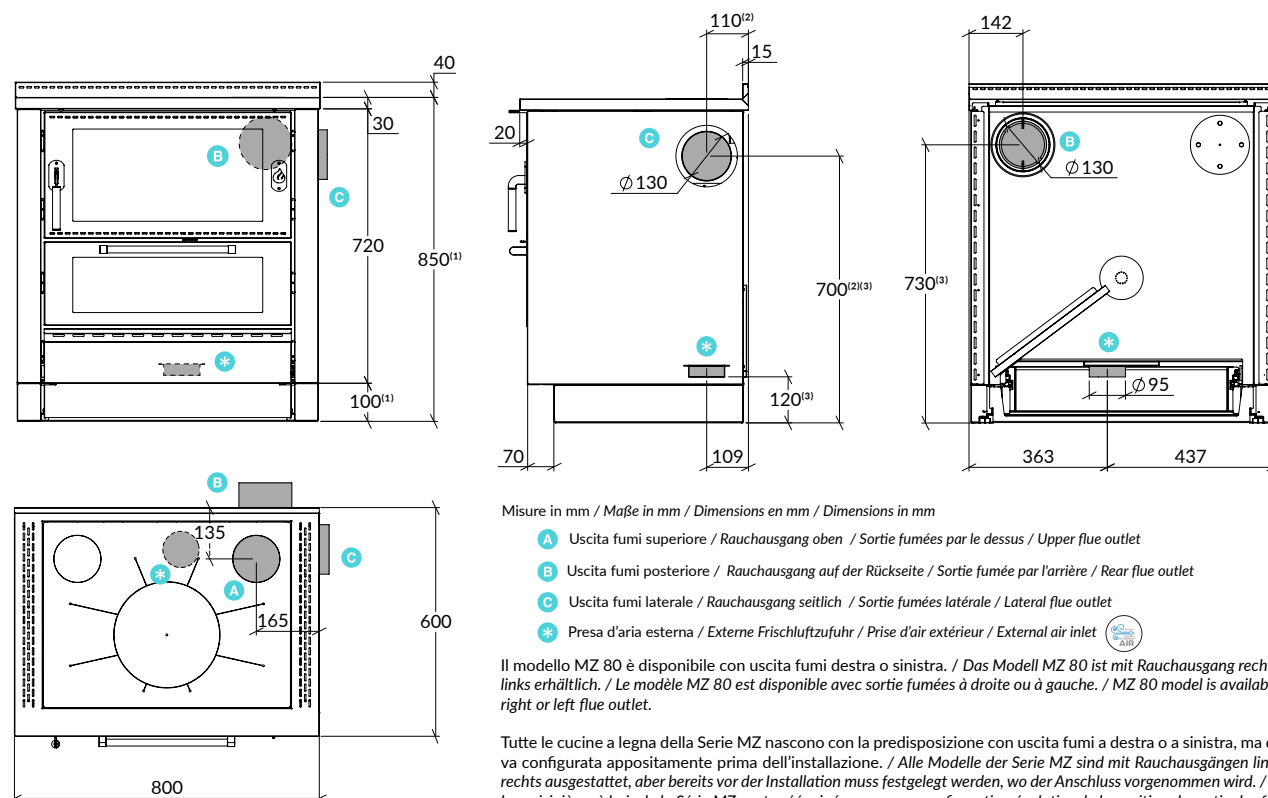 40
30
B
C
720
850⁽¹⁾
100⁽¹⁾
*
110⁽²⁾
15
20
C
Ø130
700⁽²⁾⁽³⁾
*
120⁽³⁾
70
109
142
B
Ø130
730⁽³⁾
*
Ø95
363
437
B
135
C
*
A
165
600
800
Misure in mm / Maße in mm / Dimensions en mm / Dimensions in mm
A Uscita fumi superiore / Rauchausgang oben / Sortie fumées par le dessus / Upper flue outlet
B Uscita fumi posteriore / Rauchausgang auf der Rückseite / Sortie fumée par l'arrière / Rear flue outlet
C Uscita fumi laterale / Rauchausgang seitlich / Sortie fumées latérale / Lateral flue outlet
* Presa d'aria esterna / Externe Frischluftzufuhr / Prise d'air extérieur / External air inlet
AIR
Il modello MZ 80 è disponibile con uscita fumi destra o sinistra. / Das Modell MZ 80 ist mit Rauchausgang rech
links erhältlich. / Le modèle MZ 80 est disponible avec sortie fumées à droite ou à gauche. / MZ 80 model is availab
right or left flue outlet.
Tutte le cucine a legna della Serie MZ nascono con la predisposizione con uscita fumi a destra o a sinistra, ma
va configurata appositamente prima dell'installazione. / Alle Modelle der Serie MZ sind mit Rauchausgängen lin
rechts ausgestattet, aber bereits vor der Installation muss festgelegt werden, wo der Anschluss vorgenommen wird. /